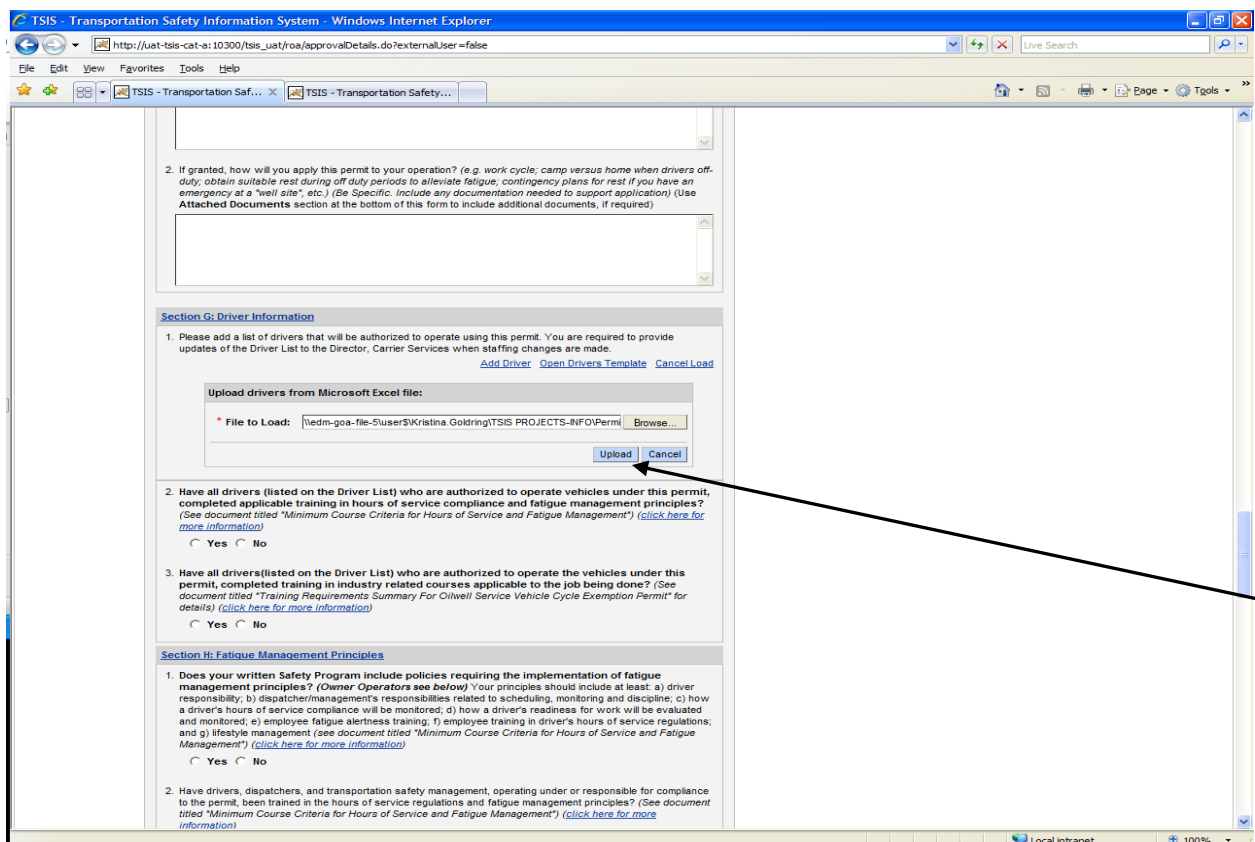 TSIS - Transportation Safety Information System - Windows Internet Explorer
http://uat-tsis-cat-a:10300/tsis_uat/roa/approvalDetails.do?externalUser=false
Live Search
File Edit View Favorites Tools Help
TSIS - Transportation Saf... TSIS - Transportation Safety... Page Tools
2. If granted, how will you apply this permit to your operation? (e.g. work cycle; camp versus home when drivers off-
duty; obtain suitable rest during off duty periods to alleviate fatigue; contingency plans for rest if you have an
emergency at a "well site", etc.) (Be Specific. Include any documentation needed to support application) (Use
Attached Documents section at the bottom of this form to include additional documents, if required)
Section G: Driver Information
1. Please add a list of drivers that will be authorized to operate using this permit. You are required to provide
updates of the Driver List to the Director, Carrier Services when staffing changes are made.
Add Driver Open Drivers Template Cancel Load
Upload drivers from Microsoft Excel file:
* File to Load: \\edm-goa-file-5\user$\Kristina.Goldring\TSIS PROJECTS-INFO\Permi Browse...
Upload Cancel
2. Have all drivers (listed on the Driver List) who are authorized to operate vehicles under this permit,
completed applicable training in hours of service compliance and fatigue management principles?
(See document titled "Minimum Course Criteria for Hours of Service and Fatigue Management") (click here for
more information)
Yes No
3. Have all drivers(listed on the Driver List) who are authorized to operate the vehicles under this
permit, completed training in industry related courses applicable to the job being done? (See
document titled "Training Requirements Summary For Oilwell Service Vehicle Cycle Exemption Permit" for
details) (click here for more information)
Yes No
Section H: Fatigue Management Principles
1. Does your written Safety Program include policies requiring the implementation of fatigue
management principles? (Owner Operators see below) Your principles should include at least: a) driver
responsibility; b) dispatcher/management's responsibilities related to scheduling, monitoring and discipline; c) how
a driver's hours of service compliance will be monitored; d) how a driver's readiness for work will be evaluated
and monitored; e) employee fatigue alertness training; f) employee training in driver's hours of service regulations;
and g) lifestyle management (see document titled "Minimum Course Criteria for Hours of Service and Fatigue
Management") (click here for more information)
Yes No
2. Have drivers, dispatchers, and transportation safety management, operating under or responsible for compliance
to the permit, been trained in the hours of service regulations and fatigue management principles? (See document
titled "Minimum Course Criteria for Hours of Service and Fatigue Management") (click here for more
information)
Local intranet 100%